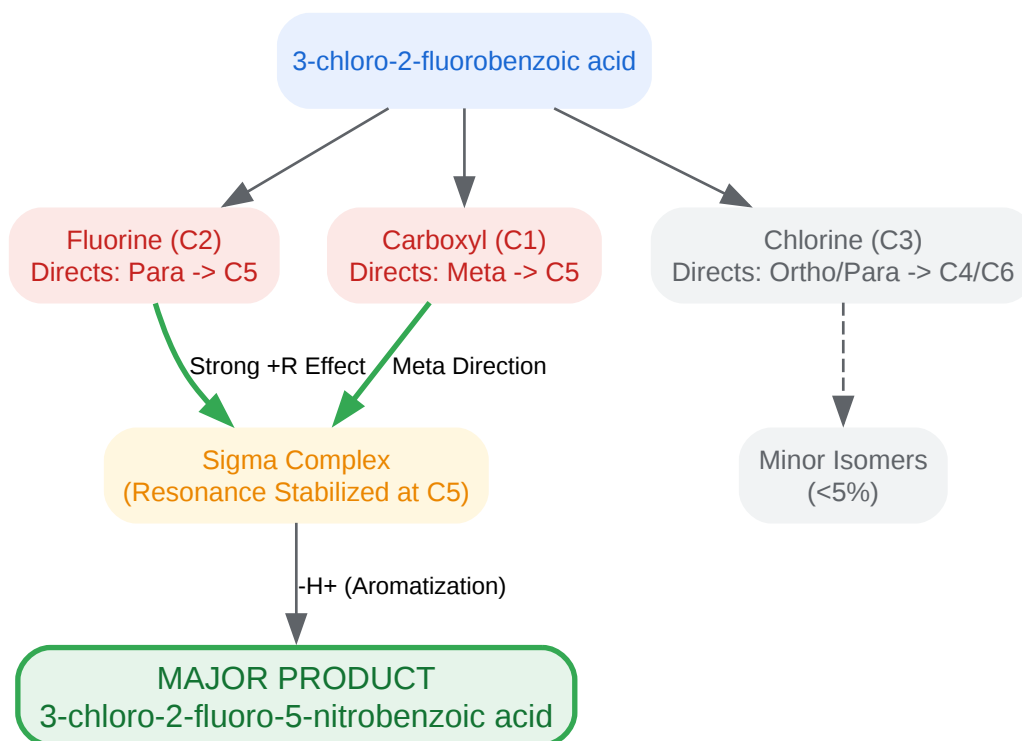 3-chloro-2-fluorobenzoic acid
Fluorine (C2)
Directs: Para -> C5
Carboxyl (C1)
Directs: Meta -> C5
Chlorine (C3)
Directs: Ortho/Para -> C4/C6
Strong +R Effect
Meta Direction
Sigma Complex
(Resonance Stabilized at C5)
Minor Isomers
(<5%)
-H+ (Aromatization)
MAJOR PRODUCT
3-chloro-2-fluoro-5-nitrobenzoic acid